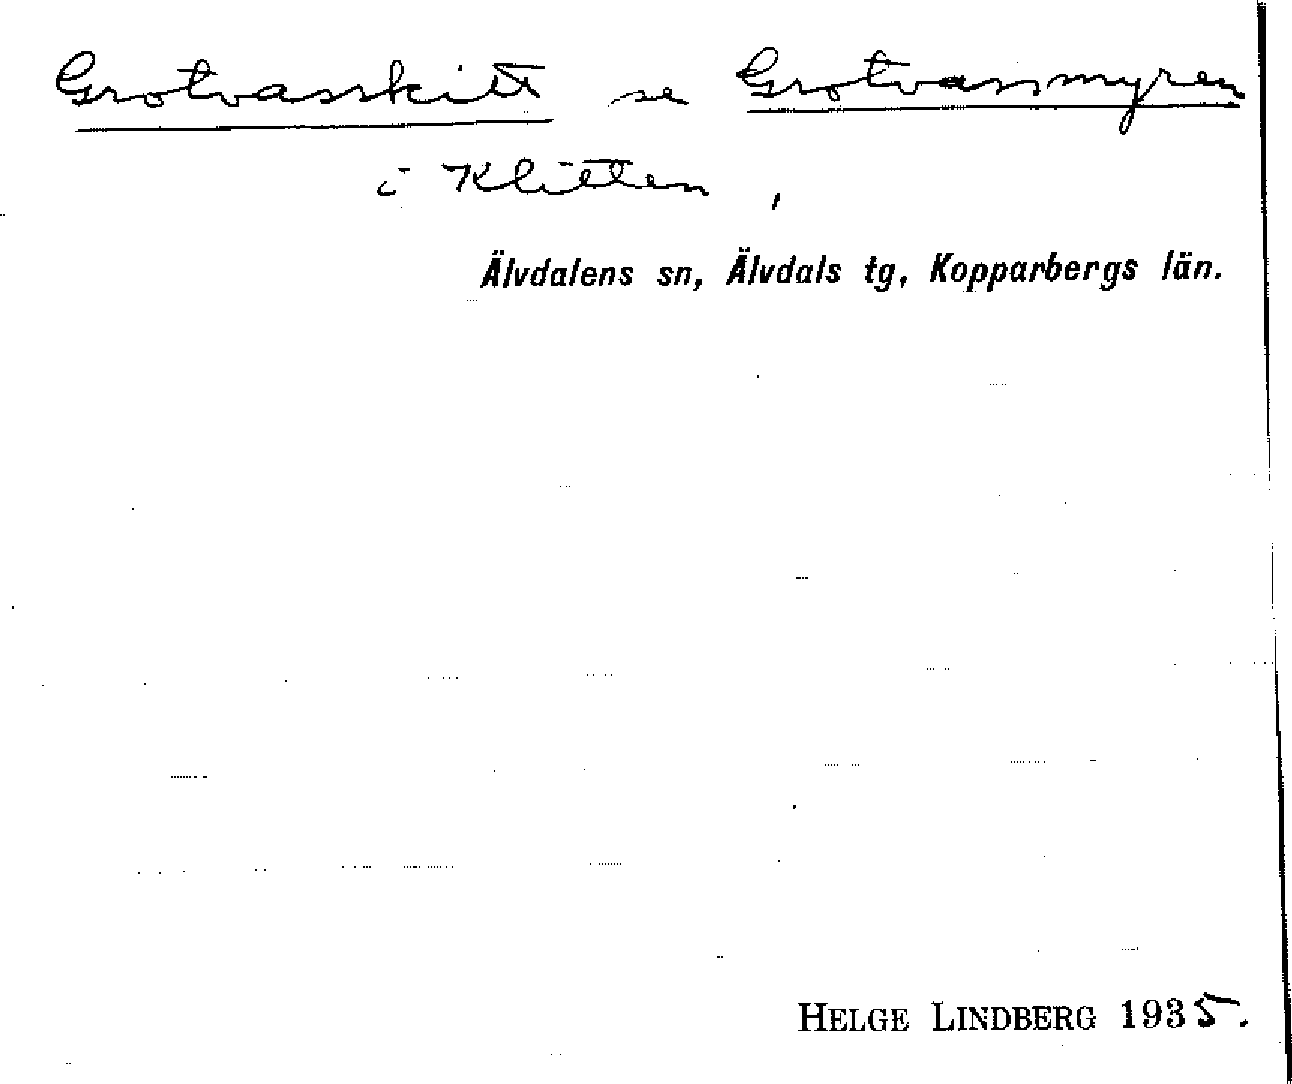 Grotvasskitt se Grotvassmyren
i Klitten,
Älvdalens sn, Älvdals tg, Kopparbergs län.
HELGE LINDBERG 1935.